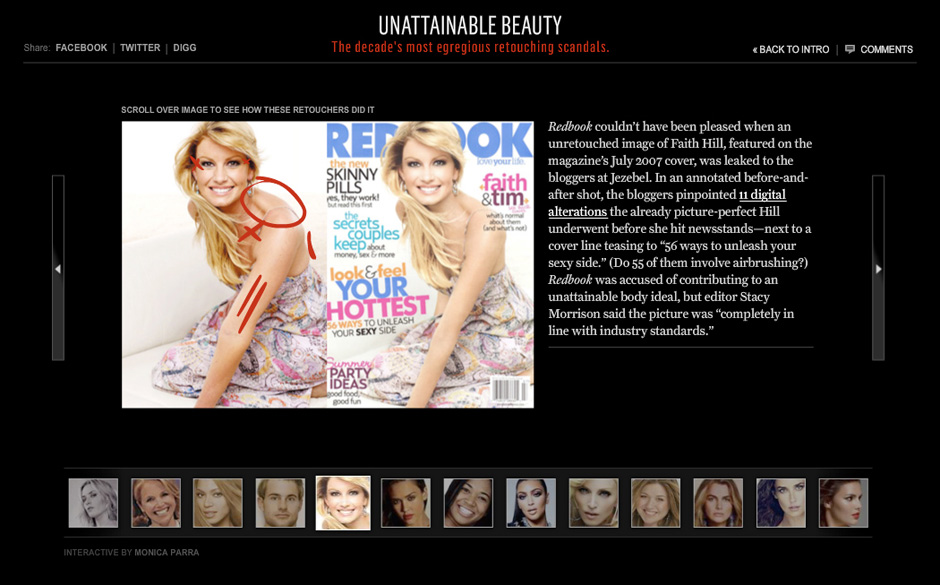 UNATTAINABLE BEAUTY
The decade's most egregious retouching scandals.
Share: FACEBOOK | TWITTER | DIGG
« BACK TO INTRO | COMMENTS
SCROLL OVER IMAGE TO SEE HOW THESE RETOUCHERS DID IT
REDBOOK
love your life.
the new
SKINNY
PILLS
yes, they work!
but read this first
the
secrets
couples
keep about
money, sex & more
look & feel
YOUR
HOTTEST
56 WAYS TO UNLEASH
YOUR SEXY SIDE
Summer
PARTY
IDEAS
good food,
good fun
faith
& tim
what's normal
about them
(and what's not)
Redbook couldn't have been pleased when an
unretouched image of Faith Hill, featured on the
magazine's July 2007 cover, was leaked to the
bloggers at Jezebel. In an annotated before-and-
after shot, the bloggers pinpointed 11 digital
alterations the already picture-perfect Hill
underwent before she hit newsstands—next to a
cover line teasing to “56 ways to unleash your
sexy side.” (Do 55 of them involve airbrushing?)
Redbook was accused of contributing to an
unattainable body ideal, but editor Stacy
Morrison said the picture was “completely in
line with industry standards.”
INTERACTIVE BY MONICA PARRA